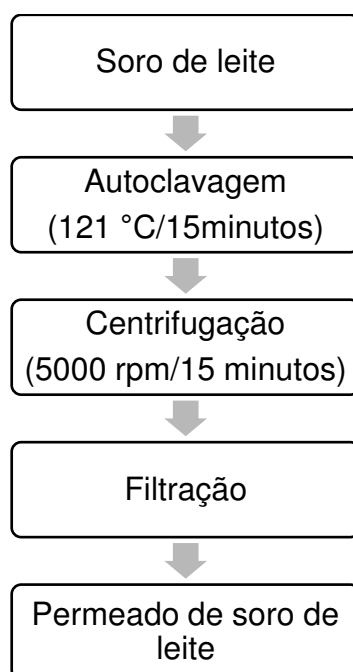 Soro de leite
Autoclavagem
(121 °C/15minutos)
Centrifugação
(5000 rpm/15 minutos)
Filtração
Permeado de soro de
leite